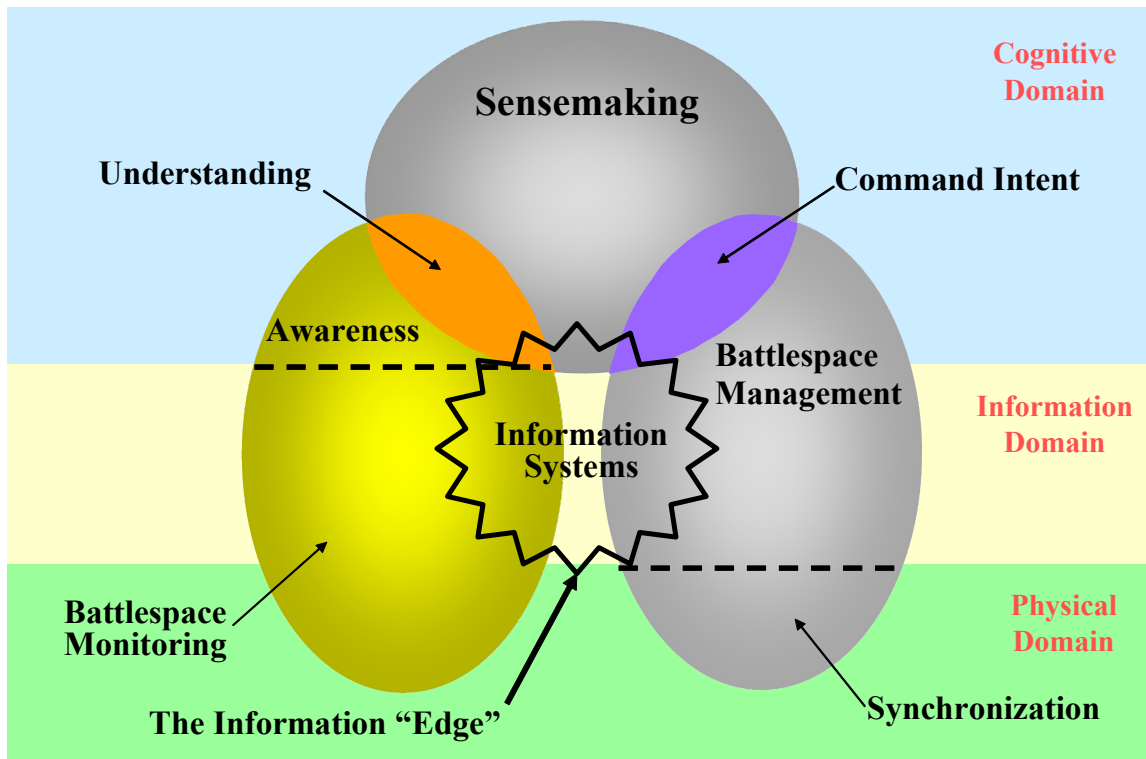 Cognitive
Domain
Sensemaking
Understanding
Command Intent
Awareness
Battlespace
Management
Information
Domain
Information
Systems
Battlespace
Monitoring
Physical
Domain
Synchronization
The Information “Edge”